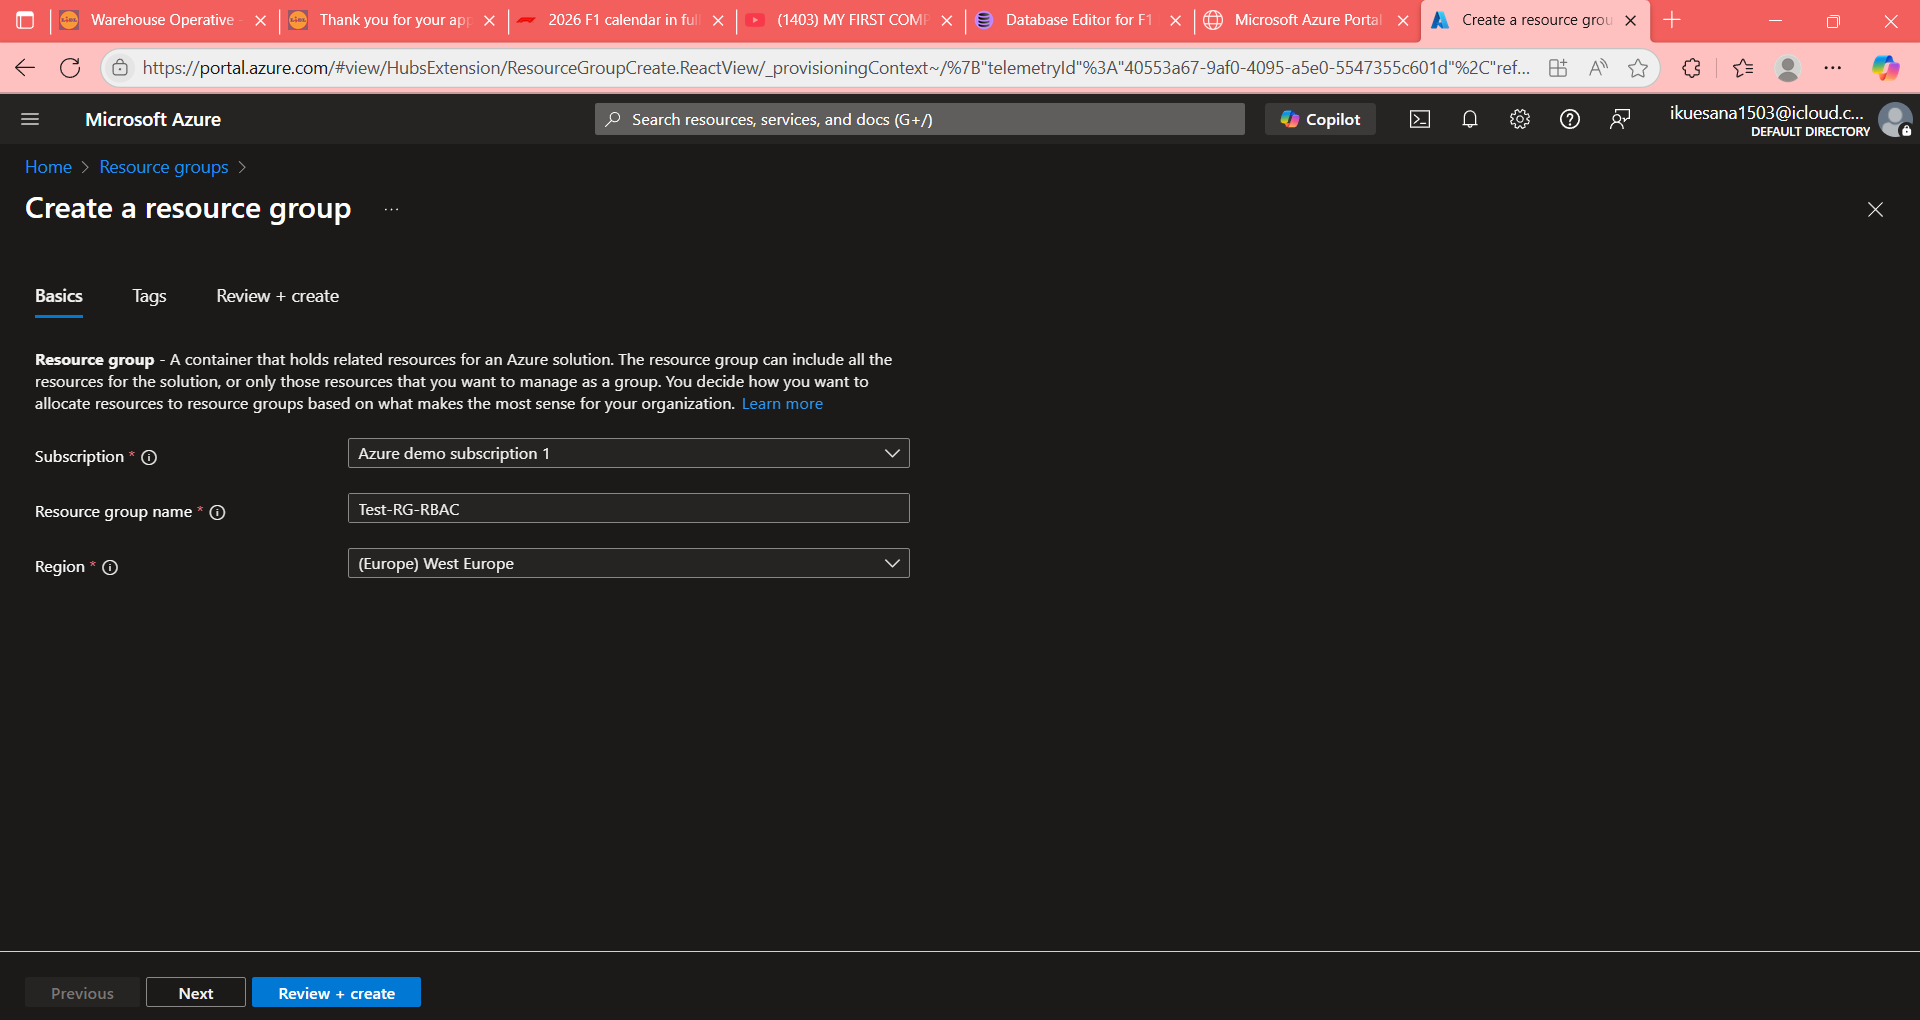 Warehouse Operative -
Thank you for your app
2026 F1 calendar in full
(1403) MY FIRST COMP
Database Editor for F1
Microsoft Azure Portal
Create a resource grou
https://portal.azure.com/#view/HubsExtension/ResourceGroupCreate.ReactView/_provisioningContext~/%7B"telemetryId"%3A"40553a67-9af0-4095-a5e0-5547355c601d"%2C"ref...
Microsoft Azure
Search resources, services, and docs (G+/)
Copilot
ikuesana1503@icloud.c...
DEFAULT DIRECTORY
Home > Resource groups >
Create a resource group ...
Basics
Tags
Review + create
Resource group - A container that holds related resources for an Azure solution. The resource group can include all the
resources for the solution, or only those resources that you want to manage as a group. You decide how you want to
allocate resources to resource groups based on what makes the most sense for your organization. Learn more
Subscription *
Azure demo subscription 1
Resource group name *
Test-RG-RBAC
Region *
(Europe) West Europe
Previous
Next
Review + create